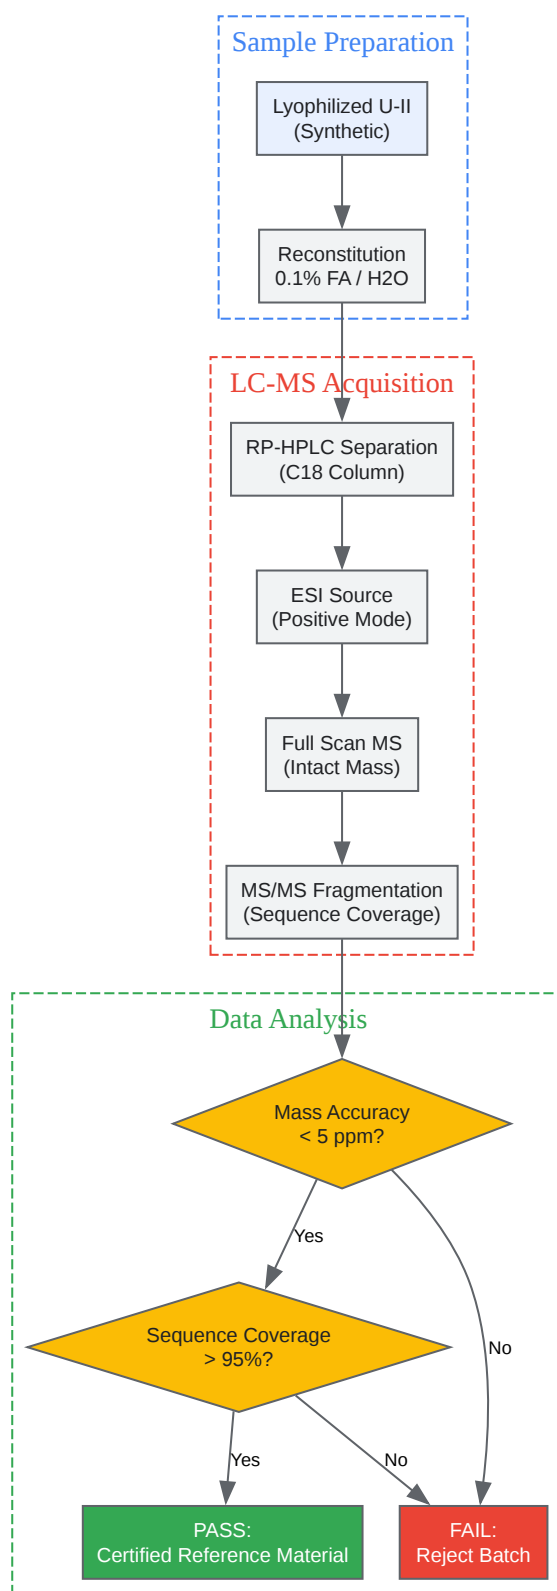 Sample Preparation
Lyophilized U-II
(Synthetic)
Reconstitution
0.1% FA / H2O
LC-MS Acquisition
RP-HPLC Separation
(C18 Column)
ESI Source
(Positive Mode)
Full Scan MS
(Intact Mass)
MS/MS Fragmentation
(Sequence Coverage)
Data Analysis
Mass Accuracy
< 5 ppm?
Yes
Sequence Coverage
> 95%?
No
Yes
No
PASS:
Certified Reference Material
FAIL:
Reject Batch